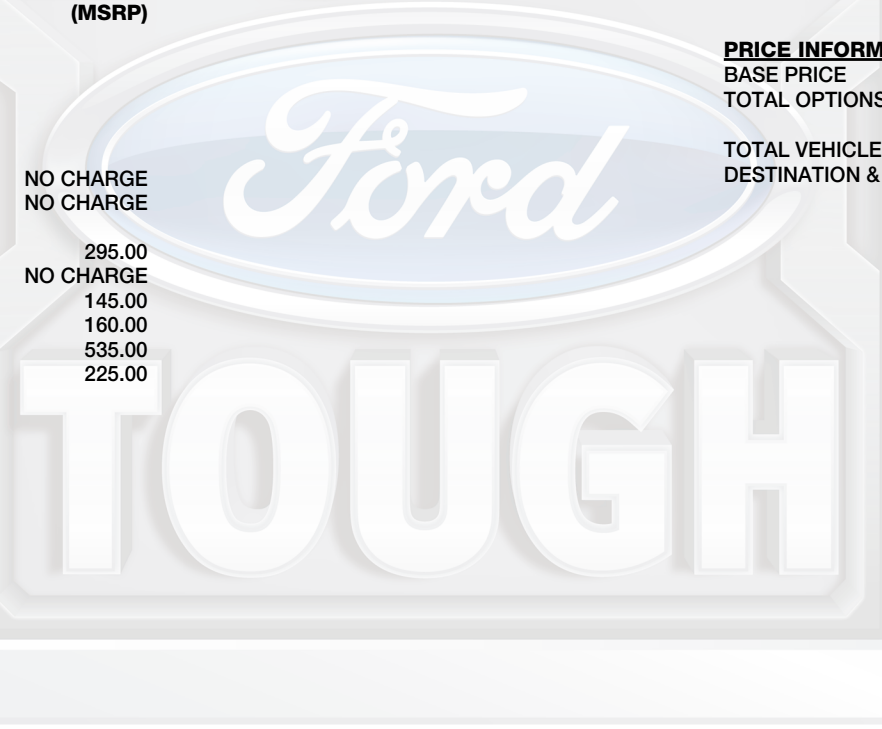 (MSRP)
NO CHARGE
NO CHARGE
295.00
NO CHARGE
145.00
160.00
535.00
225.00
PRICE INFORM
BASE PRICE
TOTAL OPTIONS
TOTAL VEHICLE
DESTINATION &
Ford
TOUGH